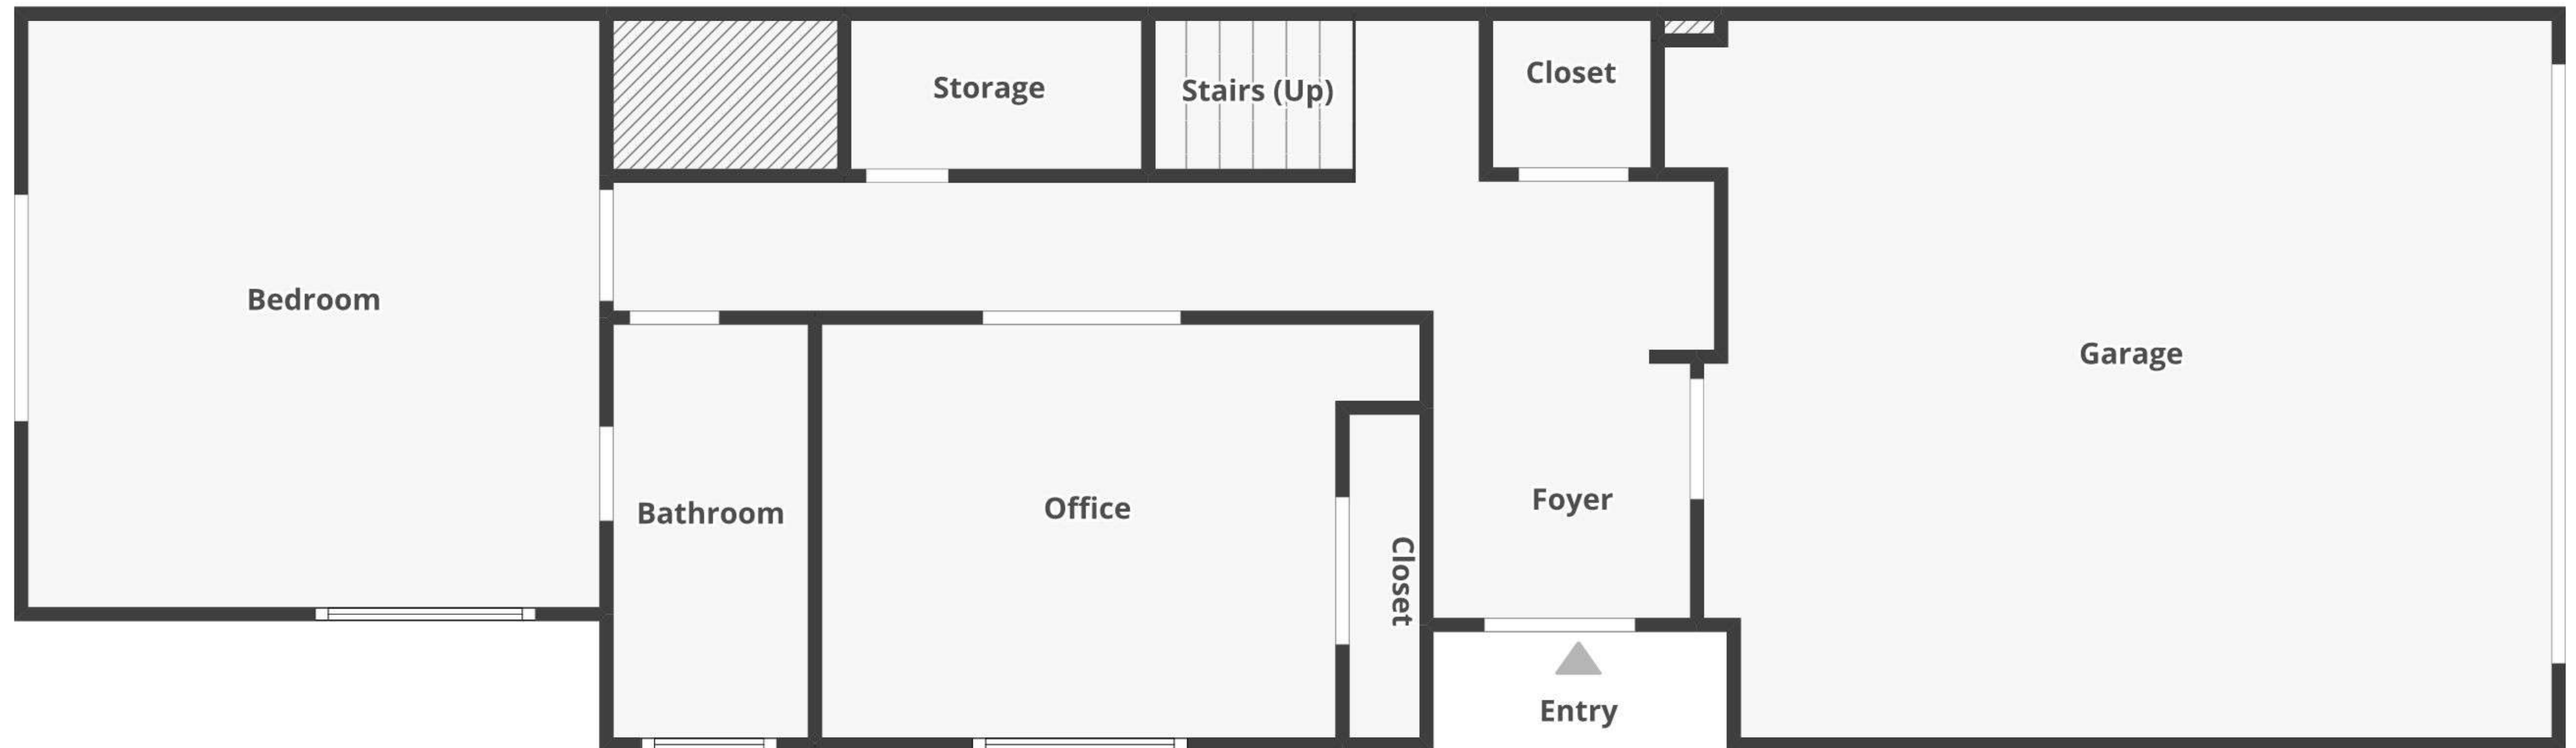 Storage
Stairs (Up)
Closet
Bedroom
Garage
Bathroom
Office
Closet
Foyer
Entry